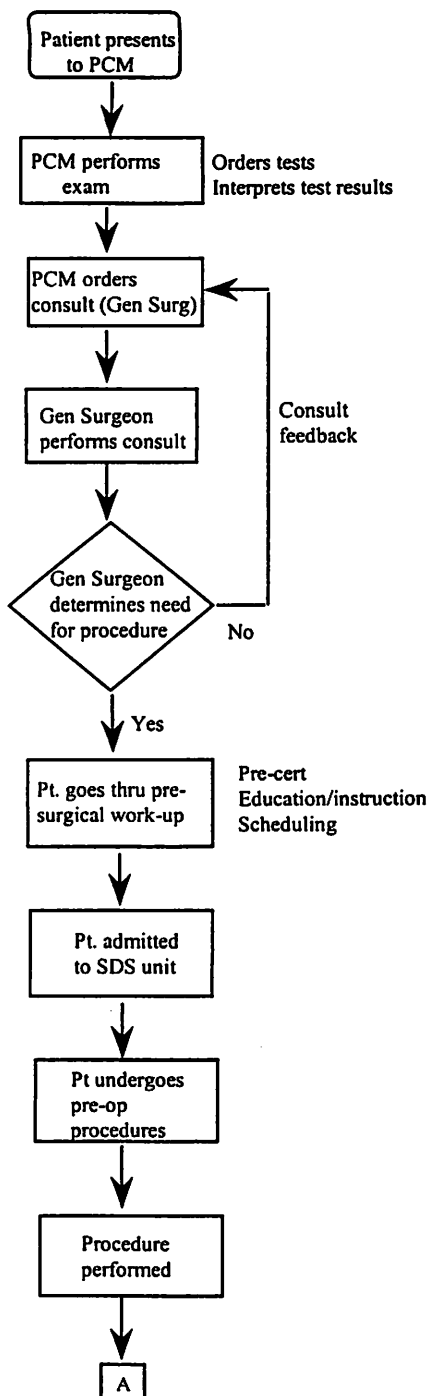 Patient presents
to PCM
PCM performs
exam
Orders tests
Interprets test results
PCM orders
consult (Gen Surg)
Gen Surgeon
performs consult
Consult
feedback
Gen Surgeon
determines need
for procedure
No
Yes
Pt. goes thru pre-
surgical work-up
Pre-cert
Education/instruction
Scheduling
Pt. admitted
to SDS unit
Pt undergoes
pre-op
procedures
Procedure
performed
A